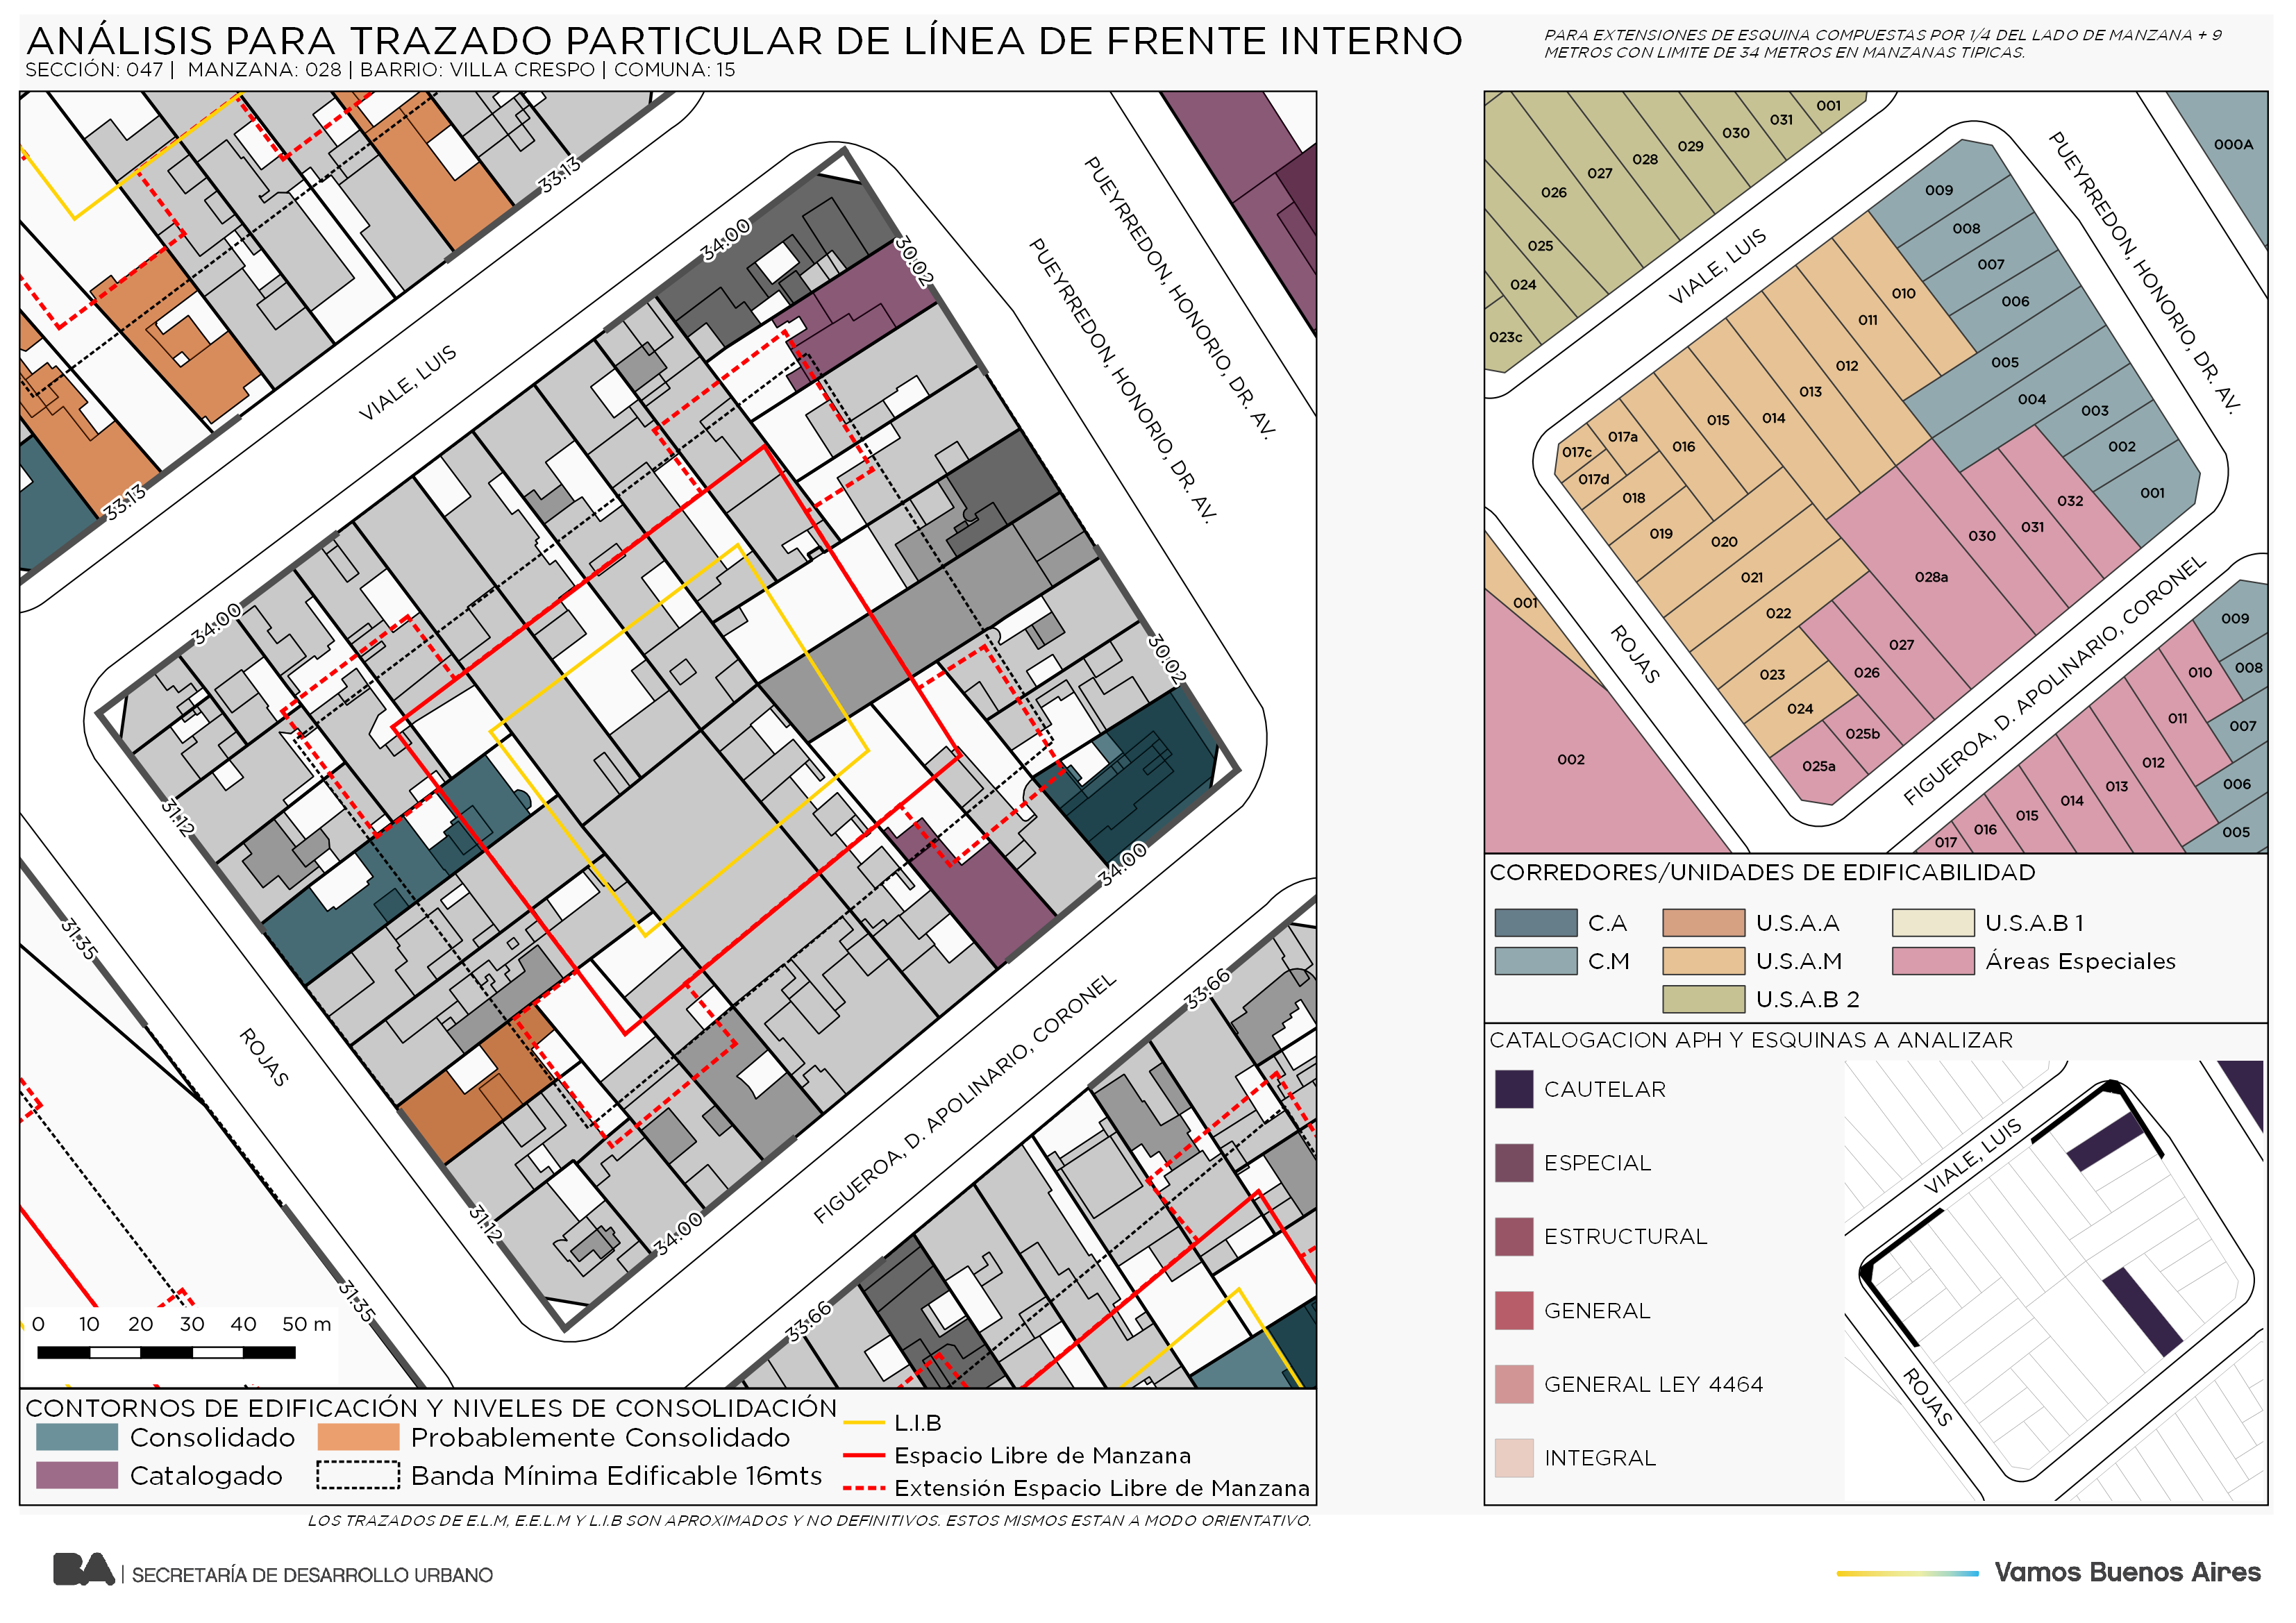 ANÁLISIS PARA TRAZADO PARTICULAR DE LÍNEA DE FRENTE INTERNO
SECCIÓN: 047 | MANZANA: 028 | BARRIO: VILLA CRESPO | COMUNA: 15
PARA EXTENSIONES DE ESQUINA COMPUESTAS POR 1/4 DEL LADO DE MANZANA + 9
METROS CON LIMITE DE 34 METROS EN MANZANAS TIPICAS.
33.13
34.00
30.02
PUEYRREDON, HONORIO, DR. AV.
PUEYRREDON, HONORIO, DR. AV.
VIALE, LUIS
33.13
34.00
30.02
31.12
34.00
31.35
ROJAS
31.12
34.00
FIGUEROA, D. APOLINARIO, CORONEL
33.66
33.66
31.35
0 10 20 30 40 50 m
CONTORNOS DE EDIFICACIÓN Y NIVELES DE CONSOLIDACIÓN
Consolidado
Probablemente Consolidado
Catalogado
Banda Mínima Edificable 16mts
L.I.B
Espacio Libre de Manzana
Extensión Espacio Libre de Manzana
LOS TRAZADOS DE E.L.M, E.E.L.M Y L.I.B SON APROXIMADOS Y NO DEFINITIVOS. ESTOS MISMOS ESTAN A MODO ORIENTATIVO.
001
031
030
029
028
027
026
025
024
023c
000A
VIALE, LUIS
PUEYRREDON, HONORIO, DR. AV.
009
008
007
006
005
004
003
002
001
010
011
012
013
014
015
016
017a
017c
017d
018
019
020
021
022
023
024
025a
025b
026
027
028a
030
031
032
001
002
ROJAS
FIGUEROA, D. APOLINARIO, CORONEL
009
008
007
006
005
010
011
012
013
014
015
016
017
CORREDORES/UNIDADES DE EDIFICABILIDAD
C.A
U.S.A.A
U.S.A.B 1
C.M
U.S.A.M
Áreas Especiales
U.S.A.B 2
CATALOGACION APH Y ESQUINAS A ANALIZAR
CAUTELAR
ESPECIAL
ESTRUCTURAL
GENERAL
GENERAL LEY 4464
INTEGRAL
VIALE, LUIS
ROJAS
BA | SECRETARÍA DE DESARROLLO URBANO
Vamos Buenos Aires